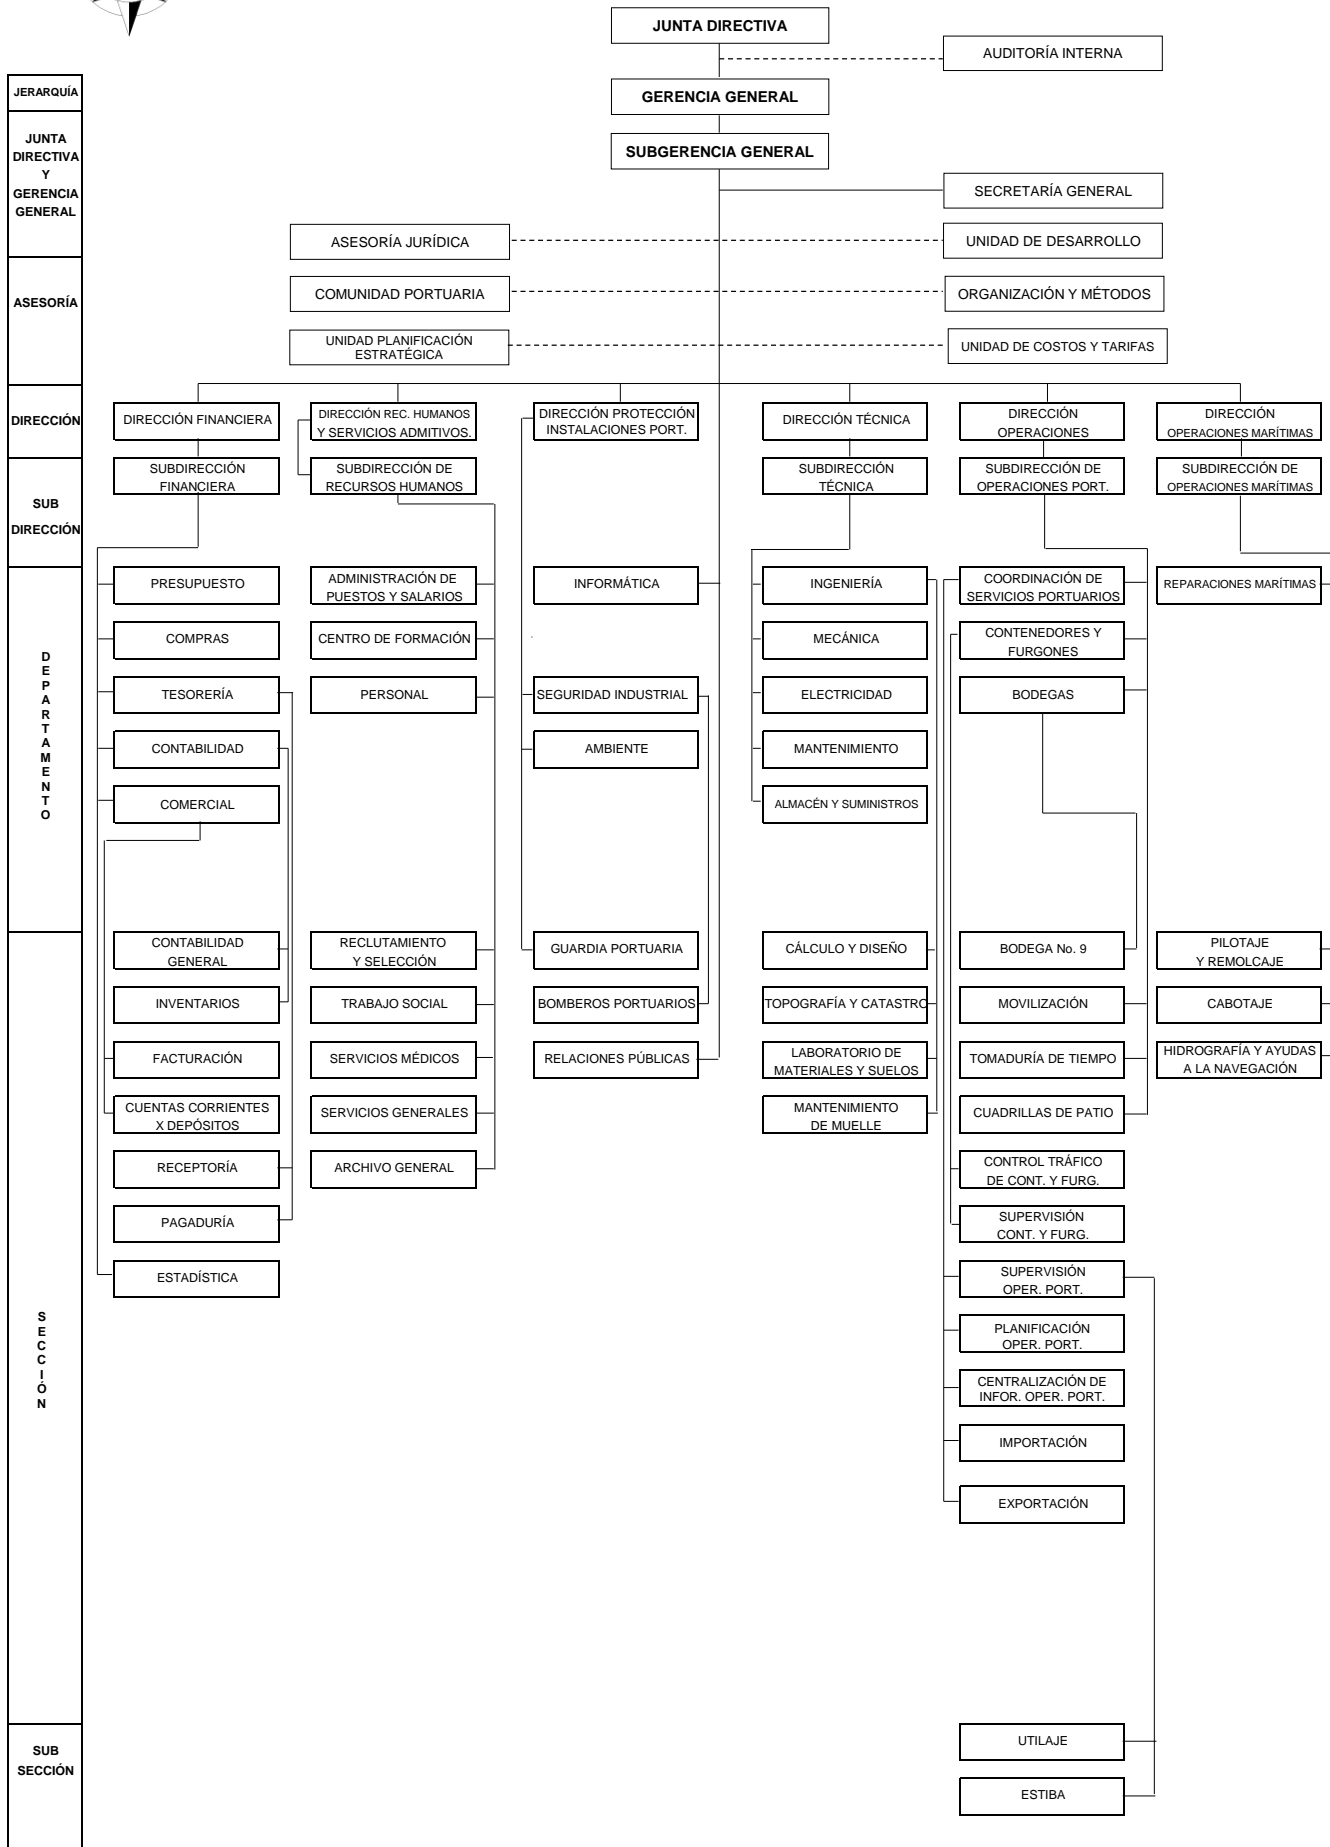 JUNTA DIRECTIVA
AUDITORÍA INTERNA
JERARQUÍA
GERENCIA GENERAL
JUNTA
DIRECTIVA
Y
GERENCIA
GENERAL
SUBGERENCIA GENERAL
SECRETARÍA GENERAL
ASESORÍA JURÍDICA
UNIDAD DE DESARROLLO
ASESORÍA
COMUNIDAD PORTUARIA
ORGANIZACIÓN Y MÉTODOS
UNIDAD PLANIFICACIÓN
ESTRATÉGICA
UNIDAD DE COSTOS Y TARIFAS
DIRECCIÓN
DIRECCIÓN FINANCIERA
DIRECCIÓN REC. HUMANOS
Y SERVICIOS ADMITIVOS.
DIRECCIÓN PROTECCIÓN
INSTALACIONES PORT.
DIRECCIÓN TÉCNICA
DIRECCIÓN
OPERACIONES
DIRECCIÓN
OPERACIONES MARÍTIMAS
SUB
DIRECCIÓN
SUBDIRECCIÓN
FINANCIERA
SUBDIRECCIÓN DE
RECURSOS HUMANOS
SUBDIRECCIÓN
TÉCNICA
SUBDIRECCIÓN DE
OPERACIONES PORT.
SUBDIRECCIÓN DE
OPERACIONES MARÍTIMAS
DEPARTAMENTO
PRESUPUESTO
ADMINISTRACIÓN DE
PUESTOS Y SALARIOS
INFORMÁTICA
INGENIERÍA
COORDINACIÓN DE
SERVICIOS PORTUARIOS
REPARACIONES MARÍTIMAS
COMPRAS
CENTRO DE FORMACIÓN
MECÁNICA
CONTENEDORES Y
FURGONES
TESORERÍA
PERSONAL
SEGURIDAD INDUSTRIAL
ELECTRICIDAD
BODEGAS
CONTABILIDAD
AMBIENTE
MANTENIMIENTO
COMERCIAL
ALMACÉN Y SUMINISTROS
SECCIÓN
CONTABILIDAD
GENERAL
RECLUTAMIENTO
Y SELECCIÓN
GUARDIA PORTUARIA
CÁLCULO Y DISEÑO
BODEGA No. 9
PILOTAJE
Y REMOLCAJE
INVENTARIOS
TRABAJO SOCIAL
BOMBEROS PORTUARIOS
TOPOGRAFÍA Y CATASTRO
MOVILIZACIÓN
CABOTAJE
FACTURACIÓN
SERVICIOS MÉDICOS
RELACIONES PÚBLICAS
LABORATORIO DE
MATERIALES Y SUELOS
TOMADURÍA DE TIEMPO
HIDROGRAFÍA Y AYUDAS
A LA NAVEGACIÓN
CUENTAS CORRIENTES
X DEPÓSITOS
SERVICIOS GENERALES
MANTENIMIENTO
DE MUELLE
CUADRILLAS DE PATIO
RECEPTORÍA
ARCHIVO GENERAL
CONTROL TRÁFICO
DE CONT. Y FURG.
PAGADURÍA
SUPERVISIÓN
CONT. Y FURG.
ESTADÍSTICA
SUPERVISIÓN
OPER. PORT.
PLANIFICACIÓN
OPER. PORT.
CENTRALIZACIÓN DE
INFOR. OPER. PORT.
IMPORTACIÓN
EXPORTACIÓN
SUB
SECCIÓN
UTILAJE
ESTIBA